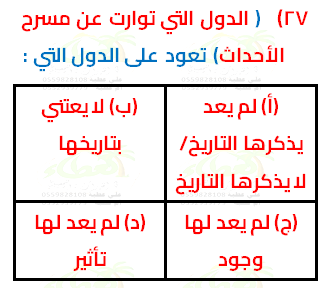 ٢٧) ( الدول التي توارت عن مسرح
الأحداث) تعود على الدول التي :
(أ) لم يعد
يذكرها التاريخ/
لا يذكرها التاريخ
(ب) لا يعتني
بتاريخها
(ج) لم يعد لها
وجود
(د) لم يعد لها
تأثير